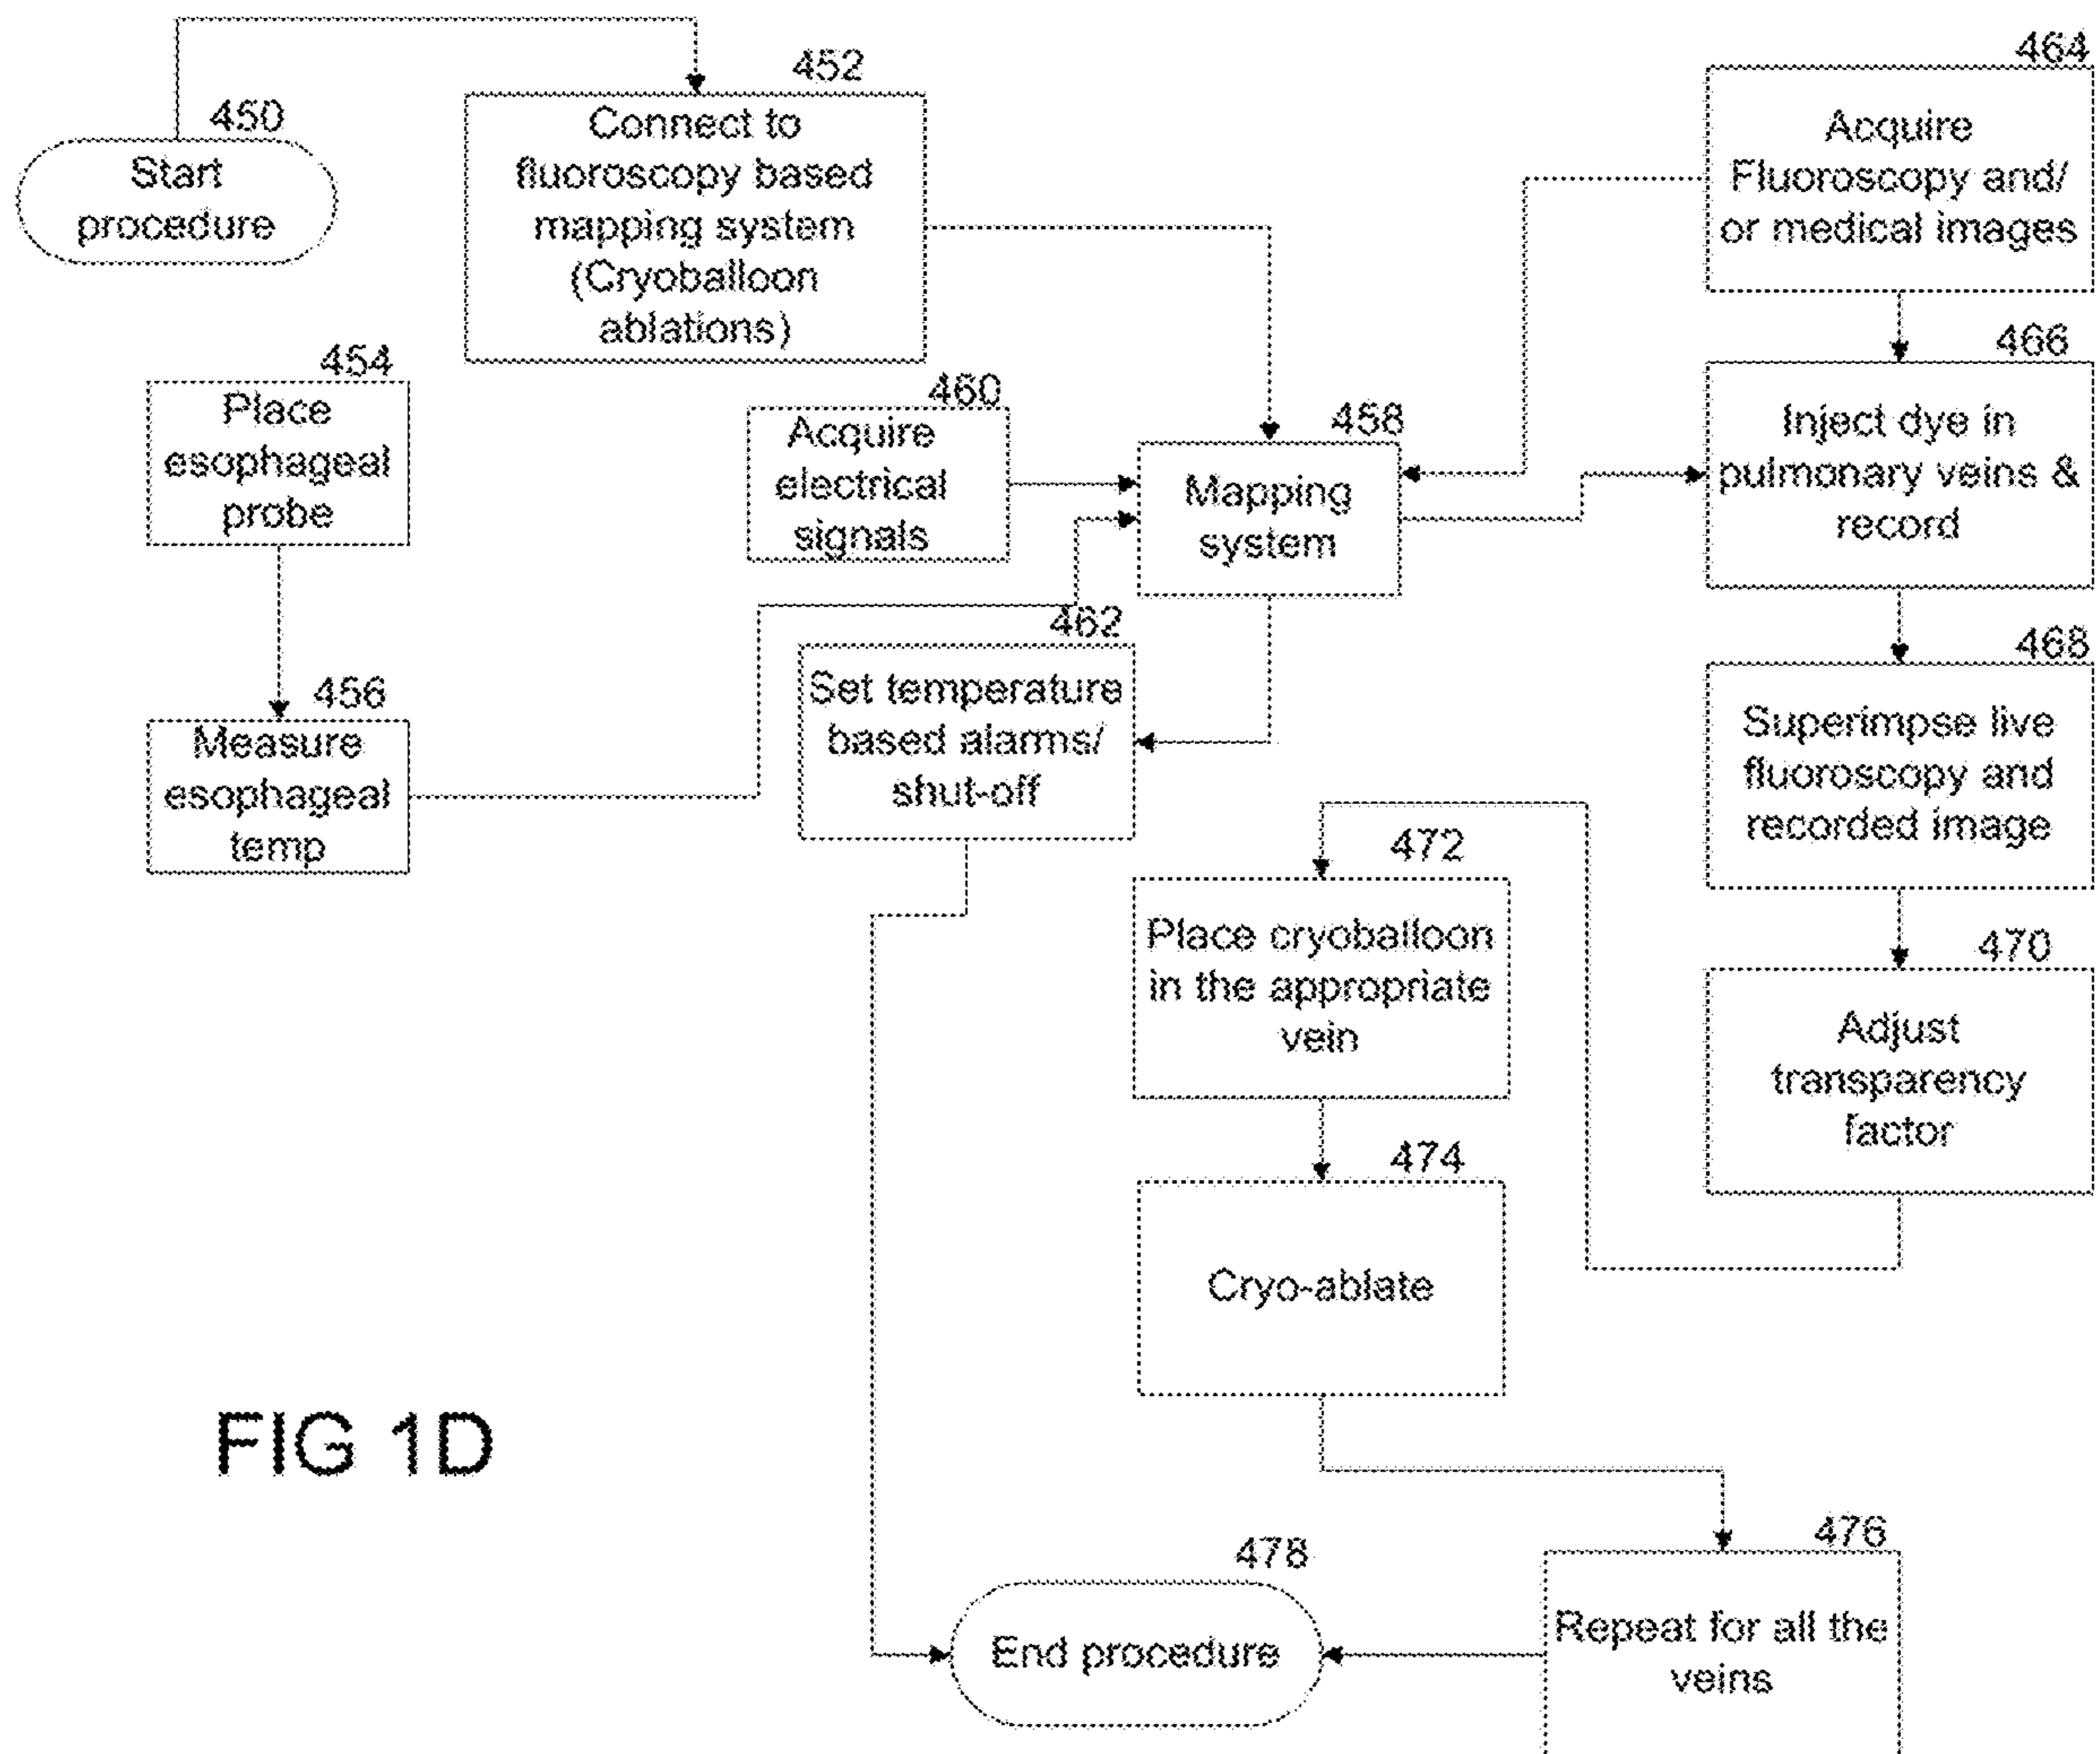 450
Start
procedure
452
Connect to
fluoroscopy based
mapping system
(Cryoballoon
ablations)
454
Place
esophageal
probe
456
Measure
esophageal
temp
460
Acquire
electrical
signals
458
Mapping
system
462
Set temperature
based alarms/
shut-off
464
Acquire
Fluoroscopy and/
or medical images
466
Inject dye in
pulmonary veins &
record
468
Superimpse live
fluoroscopy and
recorded image
470
Adjust
transparency
factor
472
Place cryoballoon
in the appropriate
vein
474
Cryo-ablate
476
Repeat for all the
veins
478
End procedure
FIG 1D